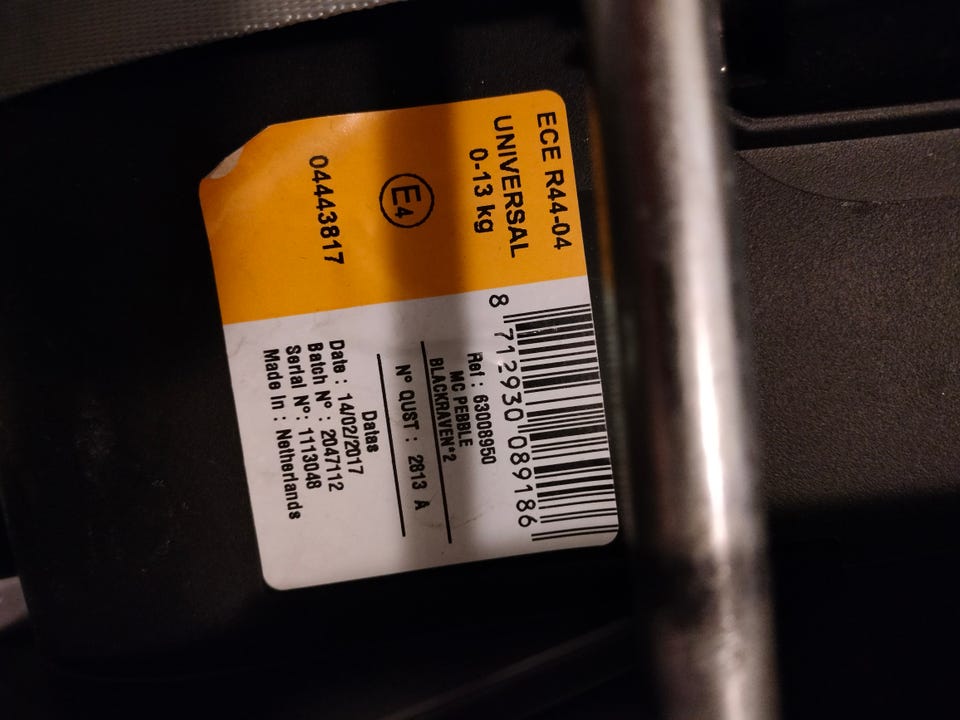 ECE R44-04
UNIVERSAL
0-13 kg
E4
04443817
8 712930 089186
Ref : 63008950
MC PEBBLE
BLACKRAVEN*2
N° QUST : 2813 A
Datas
Date : 14/02/2017
Batch N° : 2047112
Serial N° : 1113048
Made In : Netherlands